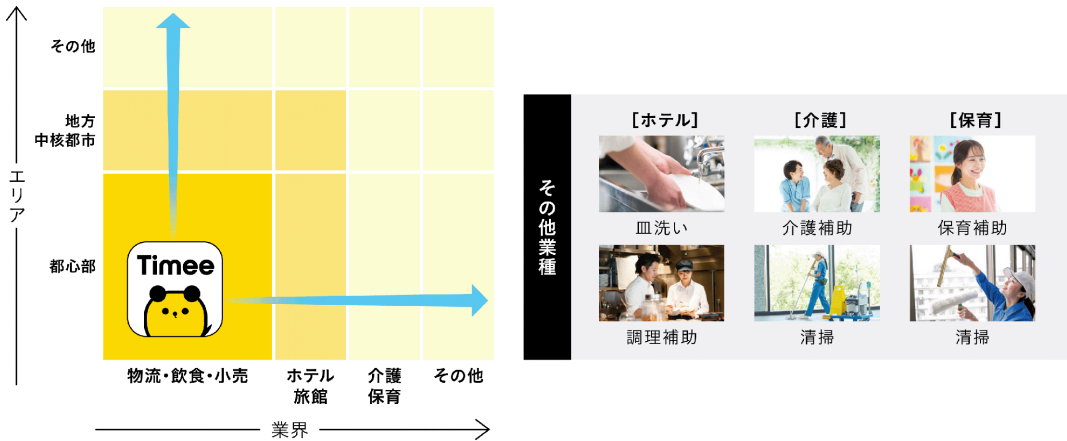 エリア
その他
地方
中核都市
都心部
Timee
物流・飲食・小売
ホテル
旅館
介護
保育
その他
業界
その他業種
[ホテル]
[介護]
[保育]
皿洗い
介護補助
保育補助
調理補助
清掃
清掃